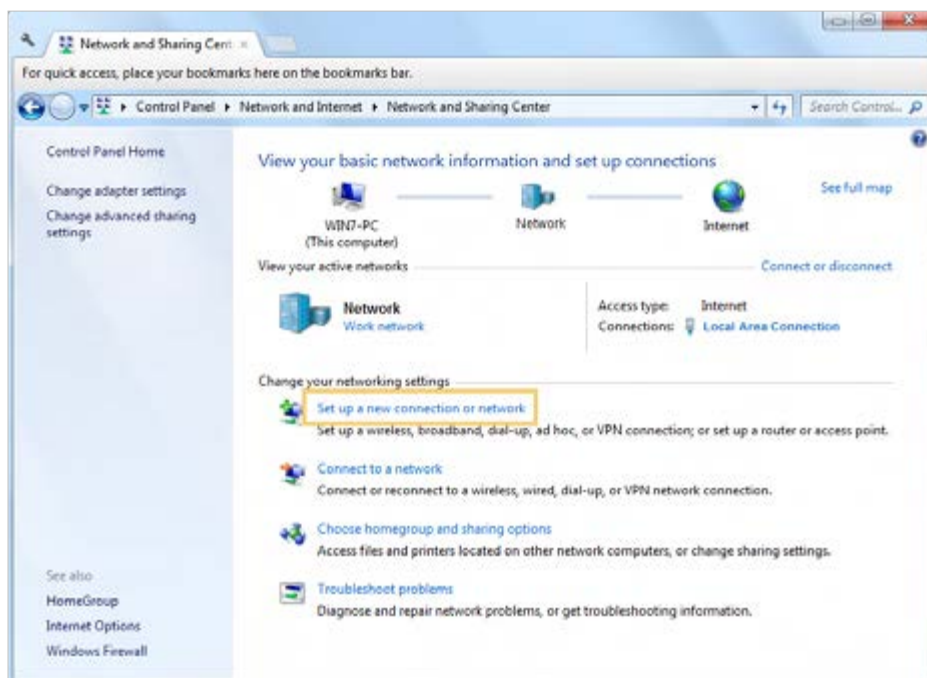 Network and Sharing Cent
For quick access, place your bookmarks here on the bookmarks bar.
Control Panel ▸ Network and Internet ▸ Network and Sharing Center
Search Control...
Control Panel Home
Change adapter settings
Change advanced sharing
settings
View your basic network information and set up connections
See full map
WIN7-PC
(This computer)
Network
Internet
View your active networks
Connect or disconnect
Network
Work network
Access type: Internet
Connections: Local Area Connection
Change your networking settings
Set up a new connection or network
Set up a wireless, broadband, dial-up, ad hoc, or VPN connection; or set up a router or access point.
Connect to a network
Connect or reconnect to a wireless, wired, dial-up, or VPN network connection.
Choose homegroup and sharing options
Access files and printers located on other network computers, or change sharing settings.
Troubleshoot problems
Diagnose and repair network problems, or get troubleshooting information.
See also
HomeGroup
Internet Options
Windows Firewall